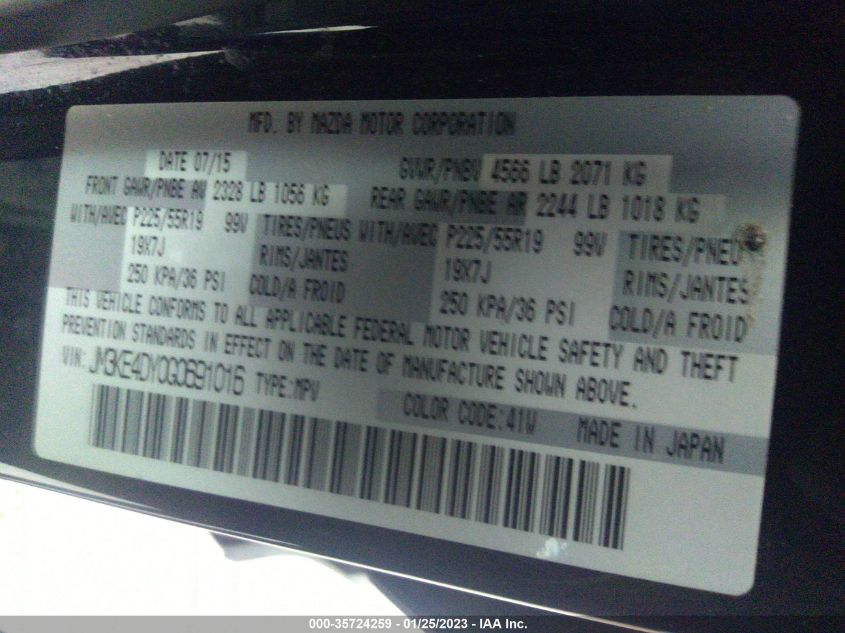 MFD. BY MAZDA MOTOR CORPORATION
DATE 07/15 GVWR/PNBV 4566 LB 2071 KG
FRONT GAWR/PNBE AV 2328 LB 1056 KG REAR GAWR/PNBE AR 2244 LB 1018 KG
WITH/AVEC P225/55R19 99V TIRES/PNEUS WITH/AVEC P225/55R19 99V TIRES/PNEU
19X7J RIMS/JANTES 19X7J RIMS/JANTES
250 KPA/36 PSI COLD/A FROID 250 KPA/36 PSI COLD/A FROID
THIS VEHICLE CONFORMS TO ALL APPLICABLE FEDERAL MOTOR VEHICLE SAFETY AND THEFT
PREVENTION STANDARDS IN EFFECT ON THE DATE OF MANUFACTURE SHOWN ABOVE.
VIN: JM3KE4DY0G0691016 TYPE:MPV
COLOR CODE:41W MADE IN JAPAN
000-35724259 - 01/25/2023 - IAA Inc.